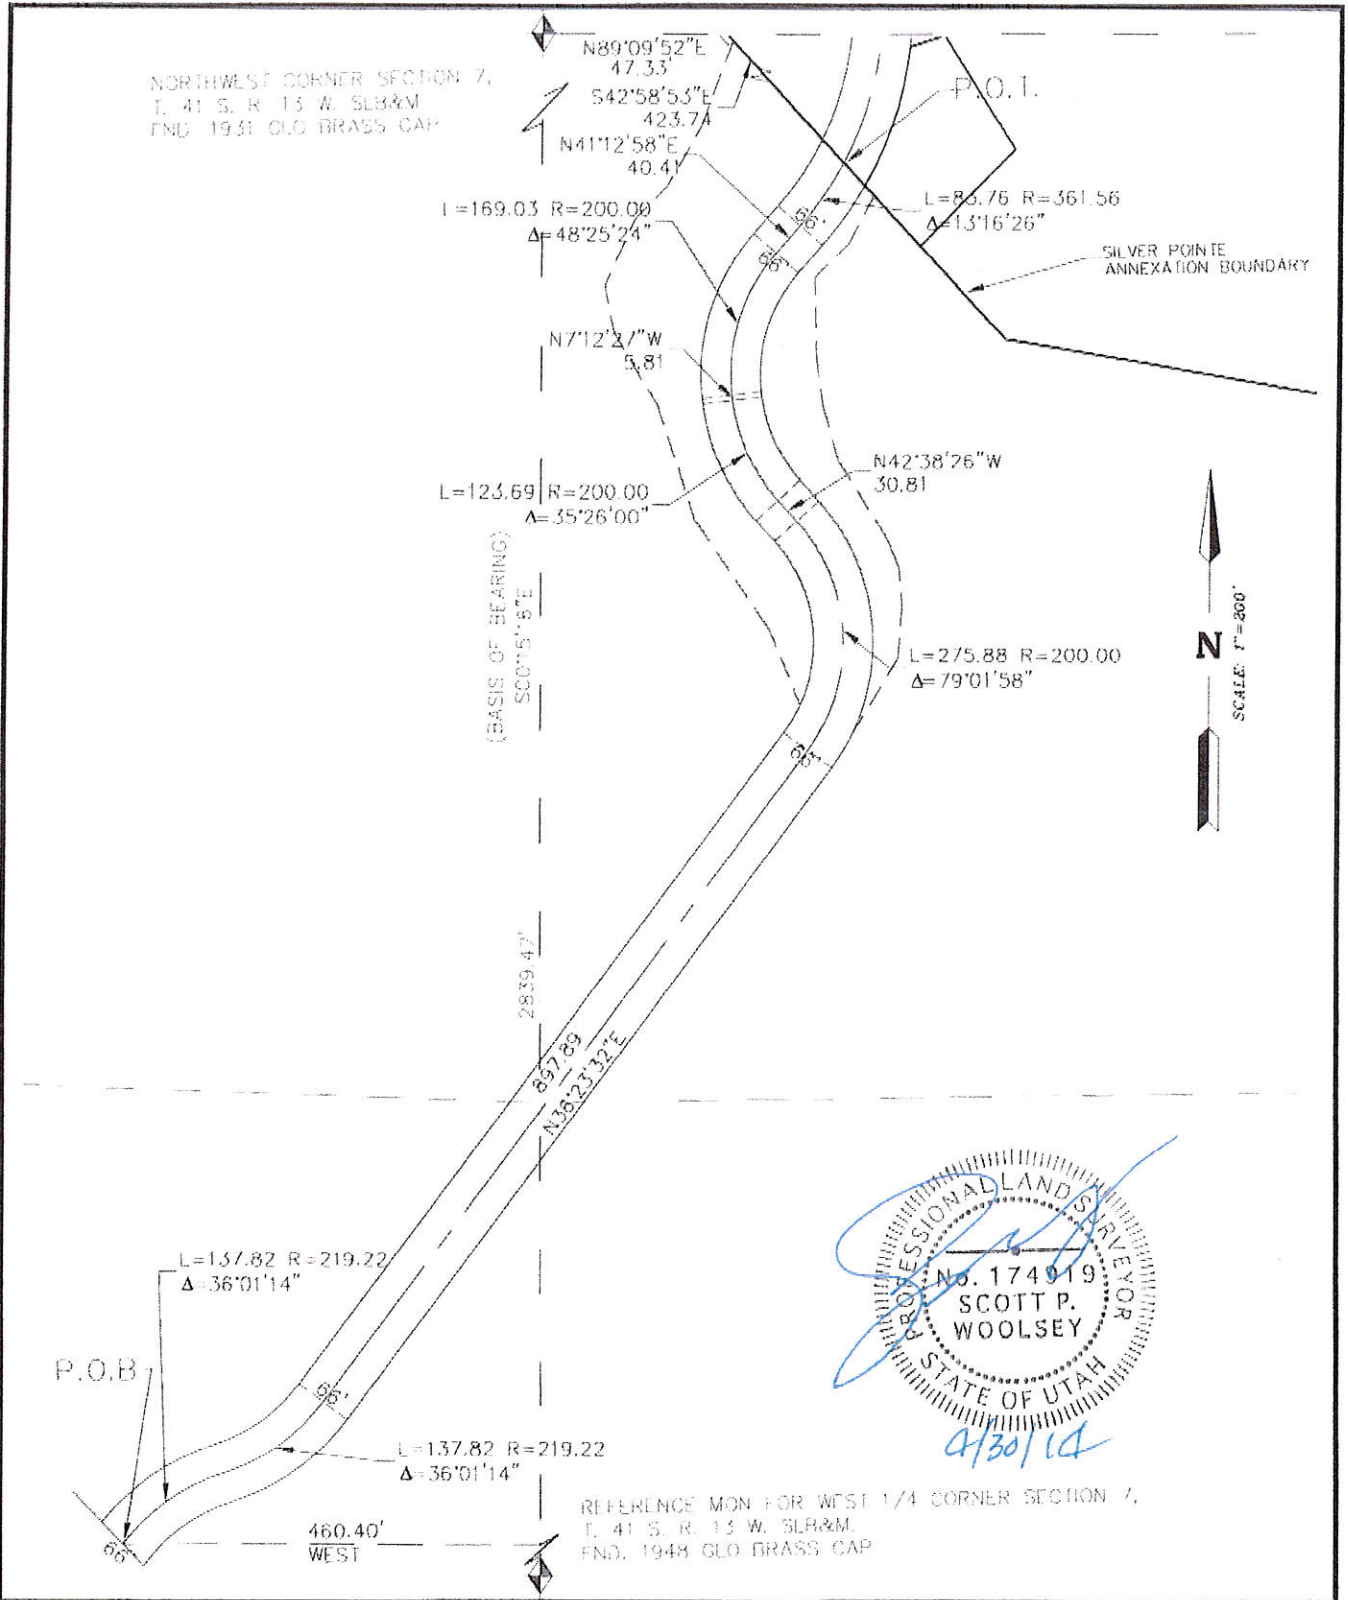 N89°09'52"E
47.33'
NORTHWEST CORNER SECTION 7,
T. 41 S. R. 13 W. SLB&M
FND. 1931 GLO BRASS CAP
S42°58'53"E
423.74
P.O.T.
N41°12'58"E
40.41
L=169.03 R=200.00
Δ=48°25'24"
66'
66'
L=83.76 R=361.56
Δ=13°16'26"
SILVER POINTE
ANNEXATION BOUNDARY
N7°12'27"W
5.81
N42°38'26"W
30.81
L=123.69 R=200.00
Δ=35°26'00"
(BASIS OF BEARING)
N
SCALE: 1"=200'
L=275.88 R=200.00
Δ=79°01'58"
66'
2839.47'
897.89
N36°23'32"E
L=137.82 R=219.22
Δ=36°01'14"
P.O.B
66'
L=137.82 R=219.22
Δ=36°01'14"
66'
460.40'
WEST
PROFESSIONAL LAND SURVEYOR
No. 174919
SCOTT P.
WOOLSEY
STATE OF UTAH
4/30/14
REFERENCE MON FOR WEST 1/4 CORNER SECTION 7,
T. 41 S. R. 13 W. SLB&M.
FND. 1948 GLO BRASS CAP